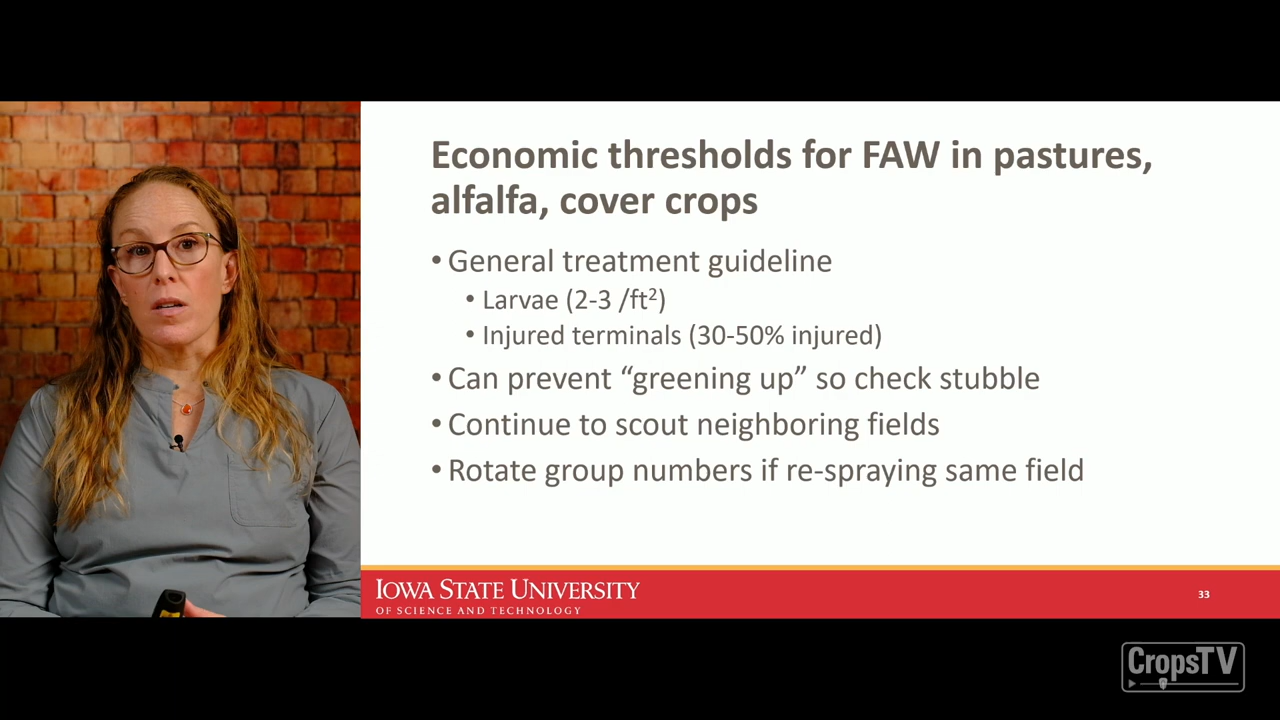 Economic thresholds for FAW in pastures,
alfalfa, cover crops
• General treatment guideline
• Larvae (2-3 /ft²)
• Injured terminals (30-50% injured)
• Can prevent “greening up” so check stubble
• Continue to scout neighboring fields
• Rotate group numbers if re-spraying same field
IOWA STATE UNIVERSITY
OF SCIENCE AND TECHNOLOGY
33
CropsTV